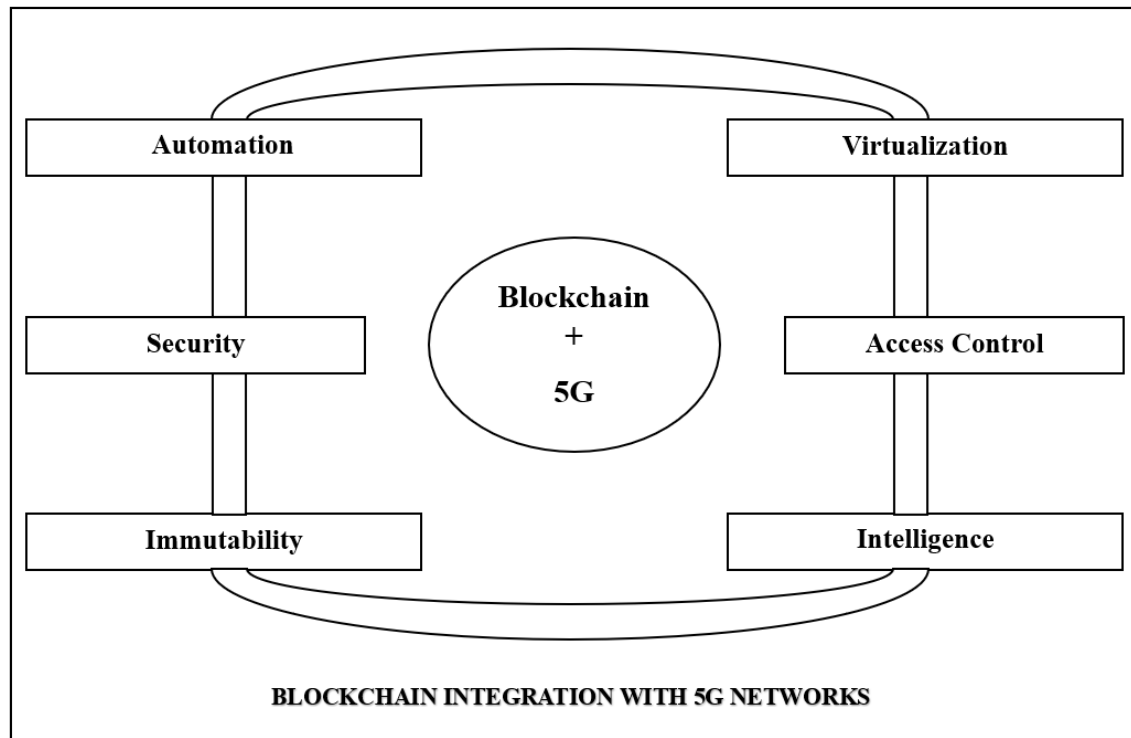 Automation
Virtualization
Blockchain
+
5G
Security
Access Control
Immutability
Intelligence
BLOCKCHAIN INTEGRATION WITH 5G NETWORKS